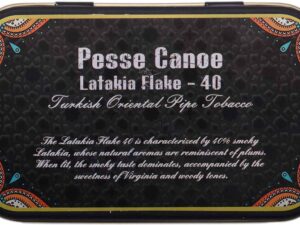 Pesse Canoe
Latakia Flake - 40
Turkish Oriental Pipe Tobacco
The Latakia Flake 40 is characterized by 40% smoky
Latakia, whose natural aromas are reminiscent of plums.
When lit, the smoky taste dominates, accompanied by the
sweetness of Virginia and woody tones.